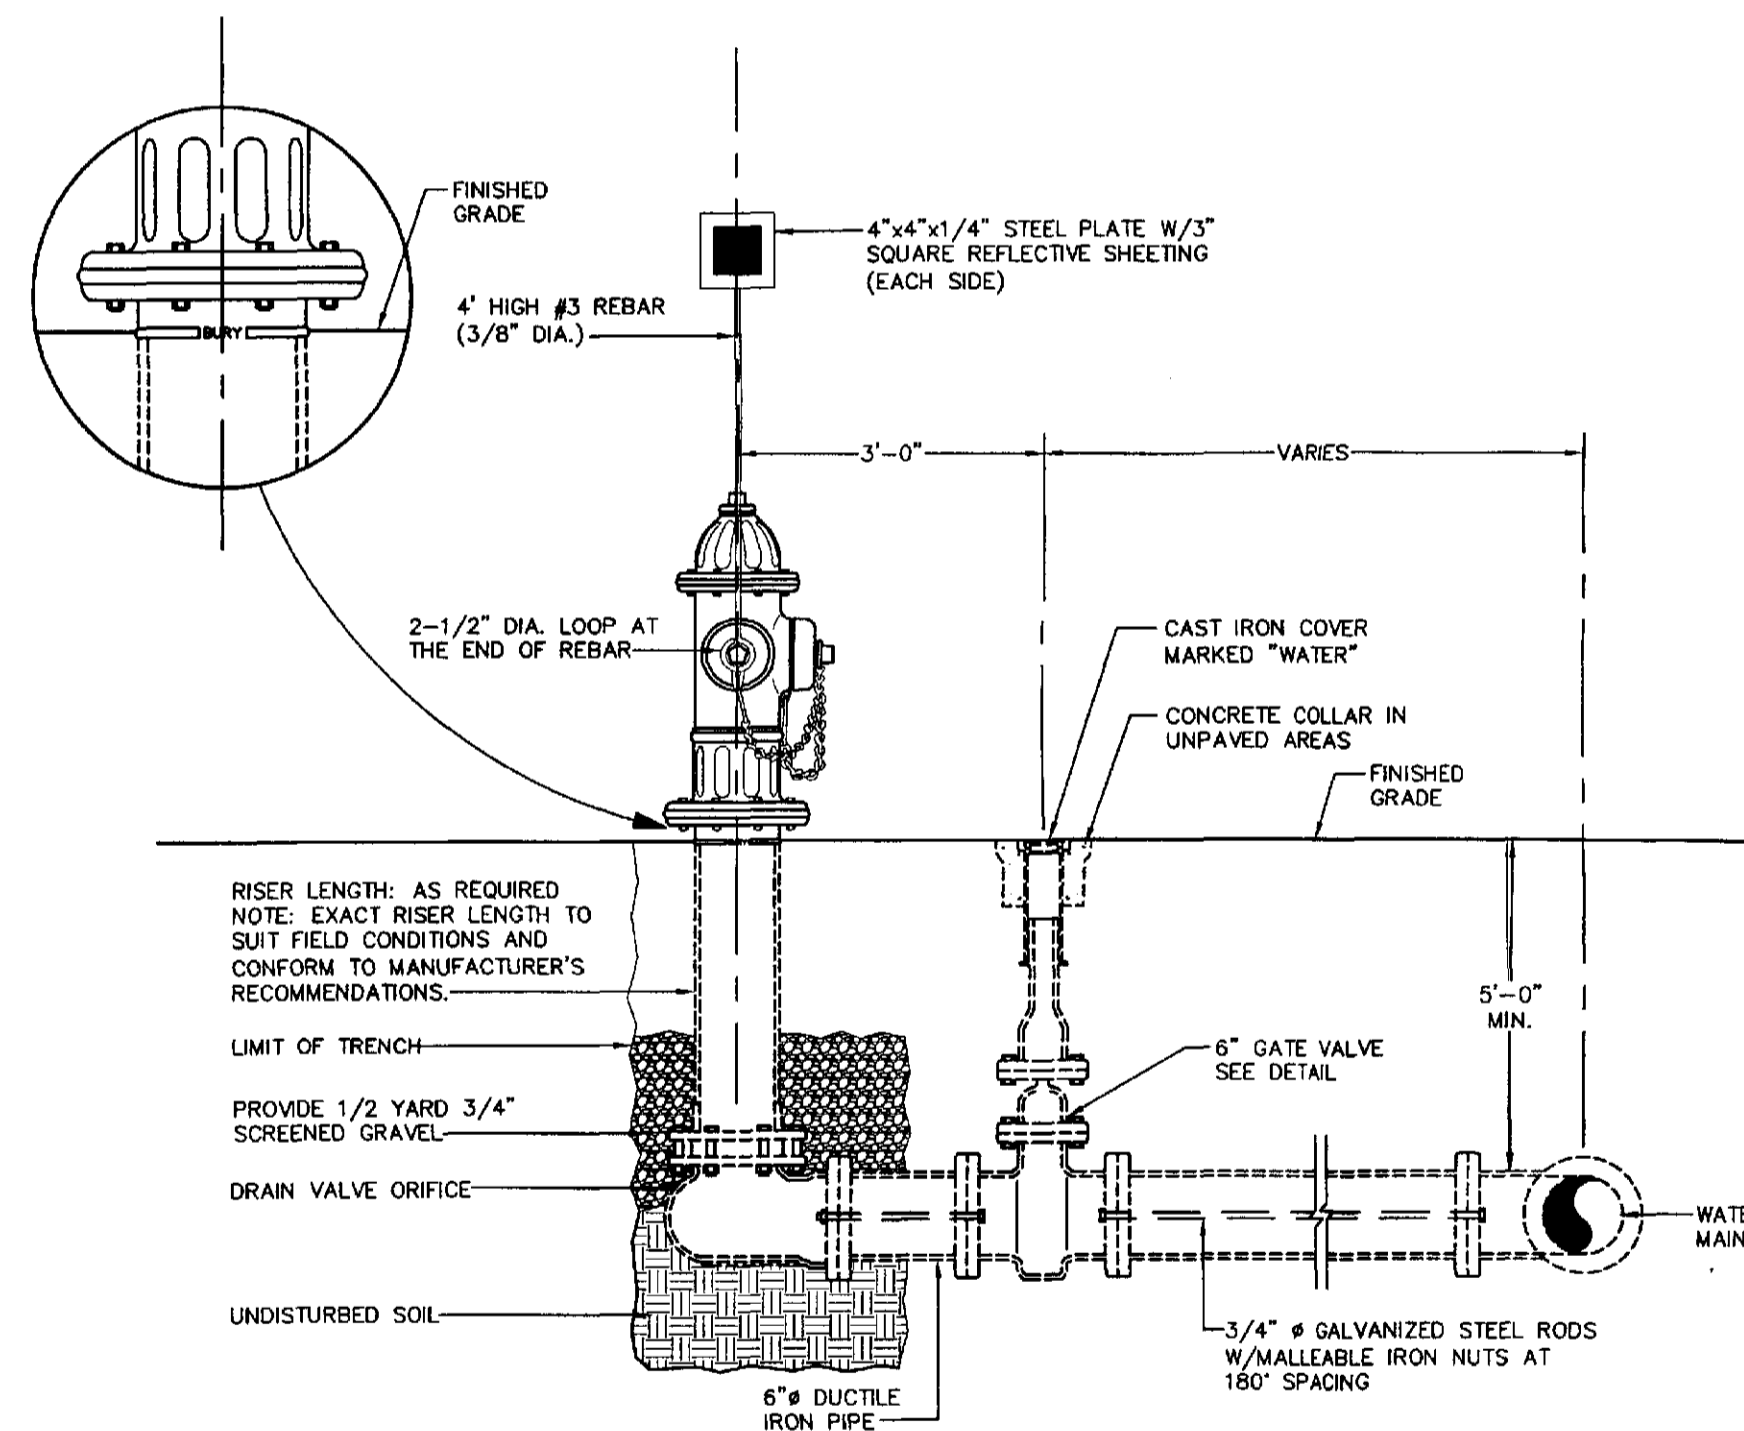 FINISHED
GRADE
BURY
4"x4"x1/4" STEEL PLATE W/3"
SQUARE REFLECTIVE SHEETING
(EACH SIDE)
4' HIGH #3 REBAR
(3/8" DIA.)
3'-0"
VARIES
2-1/2" DIA. LOOP AT
THE END OF REBAR
CAST IRON COVER
MARKED "WATER"
CONCRETE COLLAR IN
UNPAVED AREAS
FINISHED
GRADE
RISER LENGTH: AS REQUIRED
NOTE: EXACT RISER LENGTH TO
SUIT FIELD CONDITIONS AND
CONFORM TO MANUFACTURER'S
RECOMMENDATIONS.
5'-0"
MIN.
LIMIT OF TRENCH
6" GATE VALVE
SEE DETAIL
PROVIDE 1/2 YARD 3/4"
SCREENED GRAVEL
DRAIN VALVE ORIFICE
WATE
MAIN
UNDISTURBED SOIL
3/4" ø GALVANIZED STEEL RODS
W/MALLEABLE IRON NUTS AT
180° SPACING
6"ø DUCTILE
IRON PIPE